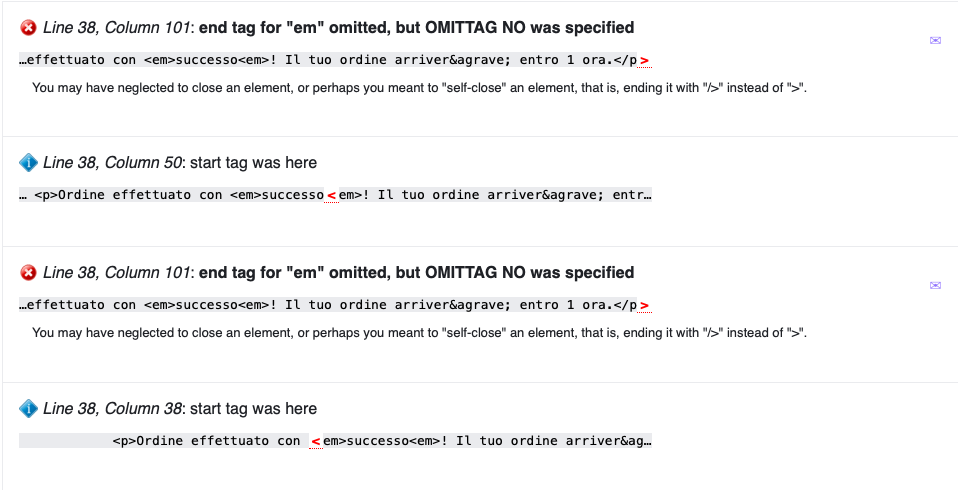 Line 38, Column 101: end tag for "em" omitted, but OMITTAG NO was specified
…effettuato con <em>successo<em>! Il tuo ordine arriver&agrave; entro 1 ora.</p>
You may have neglected to close an element, or perhaps you meant to "self-close" an element, that is, ending it with "/>" instead of ">".
Line 38, Column 50: start tag was here
… <p>Ordine effettuato con <em>successo<em>! Il tuo ordine arriver&agrave; entr…
Line 38, Column 101: end tag for "em" omitted, but OMITTAG NO was specified
…effettuato con <em>successo<em>! Il tuo ordine arriver&agrave; entro 1 ora.</p>
You may have neglected to close an element, or perhaps you meant to "self-close" an element, that is, ending it with "/>" instead of ">".
Line 38, Column 38: start tag was here
<p>Ordine effettuato con <em>successo<em>! Il tuo ordine arriver&ag…